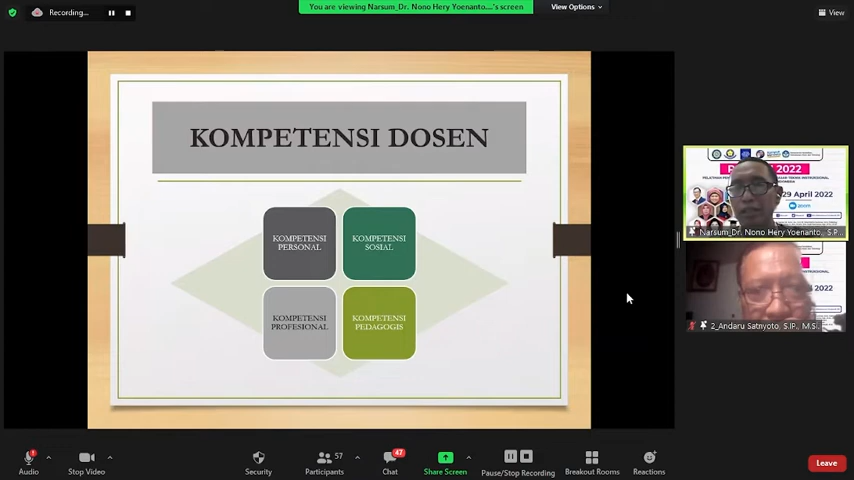 Recording...
You are viewing Narsum_Dr. Nono Hery Yoenanto....'s screen
View Options
View
KOMPETENSI DOSEN
KOMPETENSI
PERSONAL
KOMPETENSI
SOSIAL
KOMPETENSI
PROFESIONAL
KOMPETENSI
PEDAGOGIS
2022
29 April 2022
zoom
Narsum_Dr. Nono Hery Yoenanto, S.P...
2022
2_Andaru Satnyoto, S.IP., M.Si.
Audio
Stop Video
Security
57
Participants
47
Chat
Share Screen
Pause/Stop Recording
Breakout Rooms
Reactions
Leave